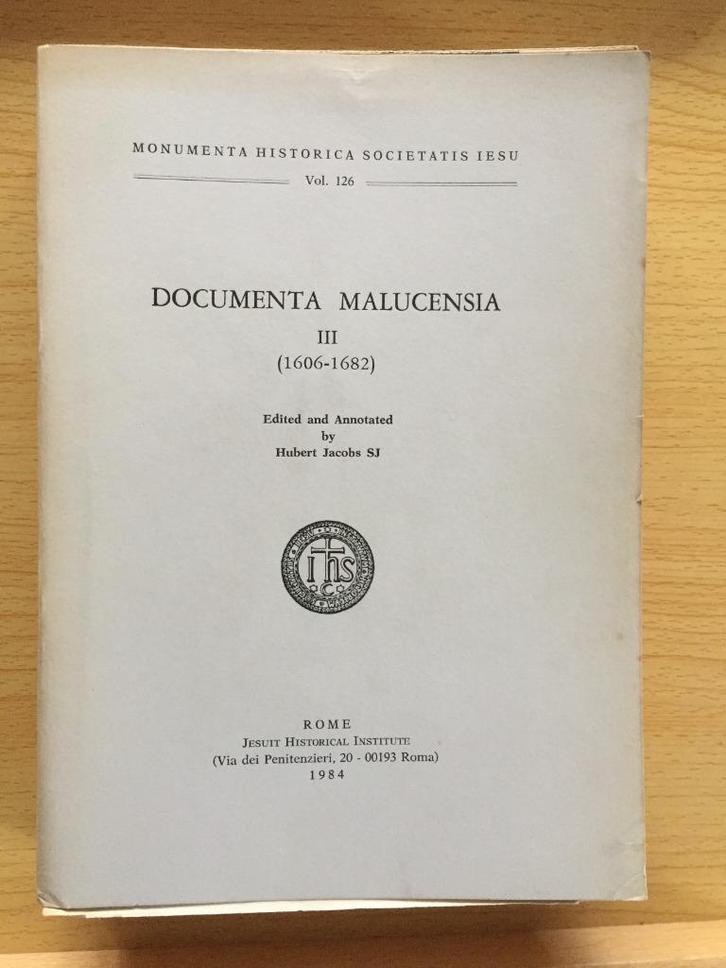 MONUMENTA HISTORICA SOCIETATIS IESU
Vol. 126
DOCUMENTA MALUCENSIA
III
(1606-1682)
Edited and Annotated
by
Hubert Jacobs SJ
IHS
ROME
JESUIT HISTORICAL INSTITUTE
(Via dei Penitenzieri, 20 - 00193 Roma)
1984